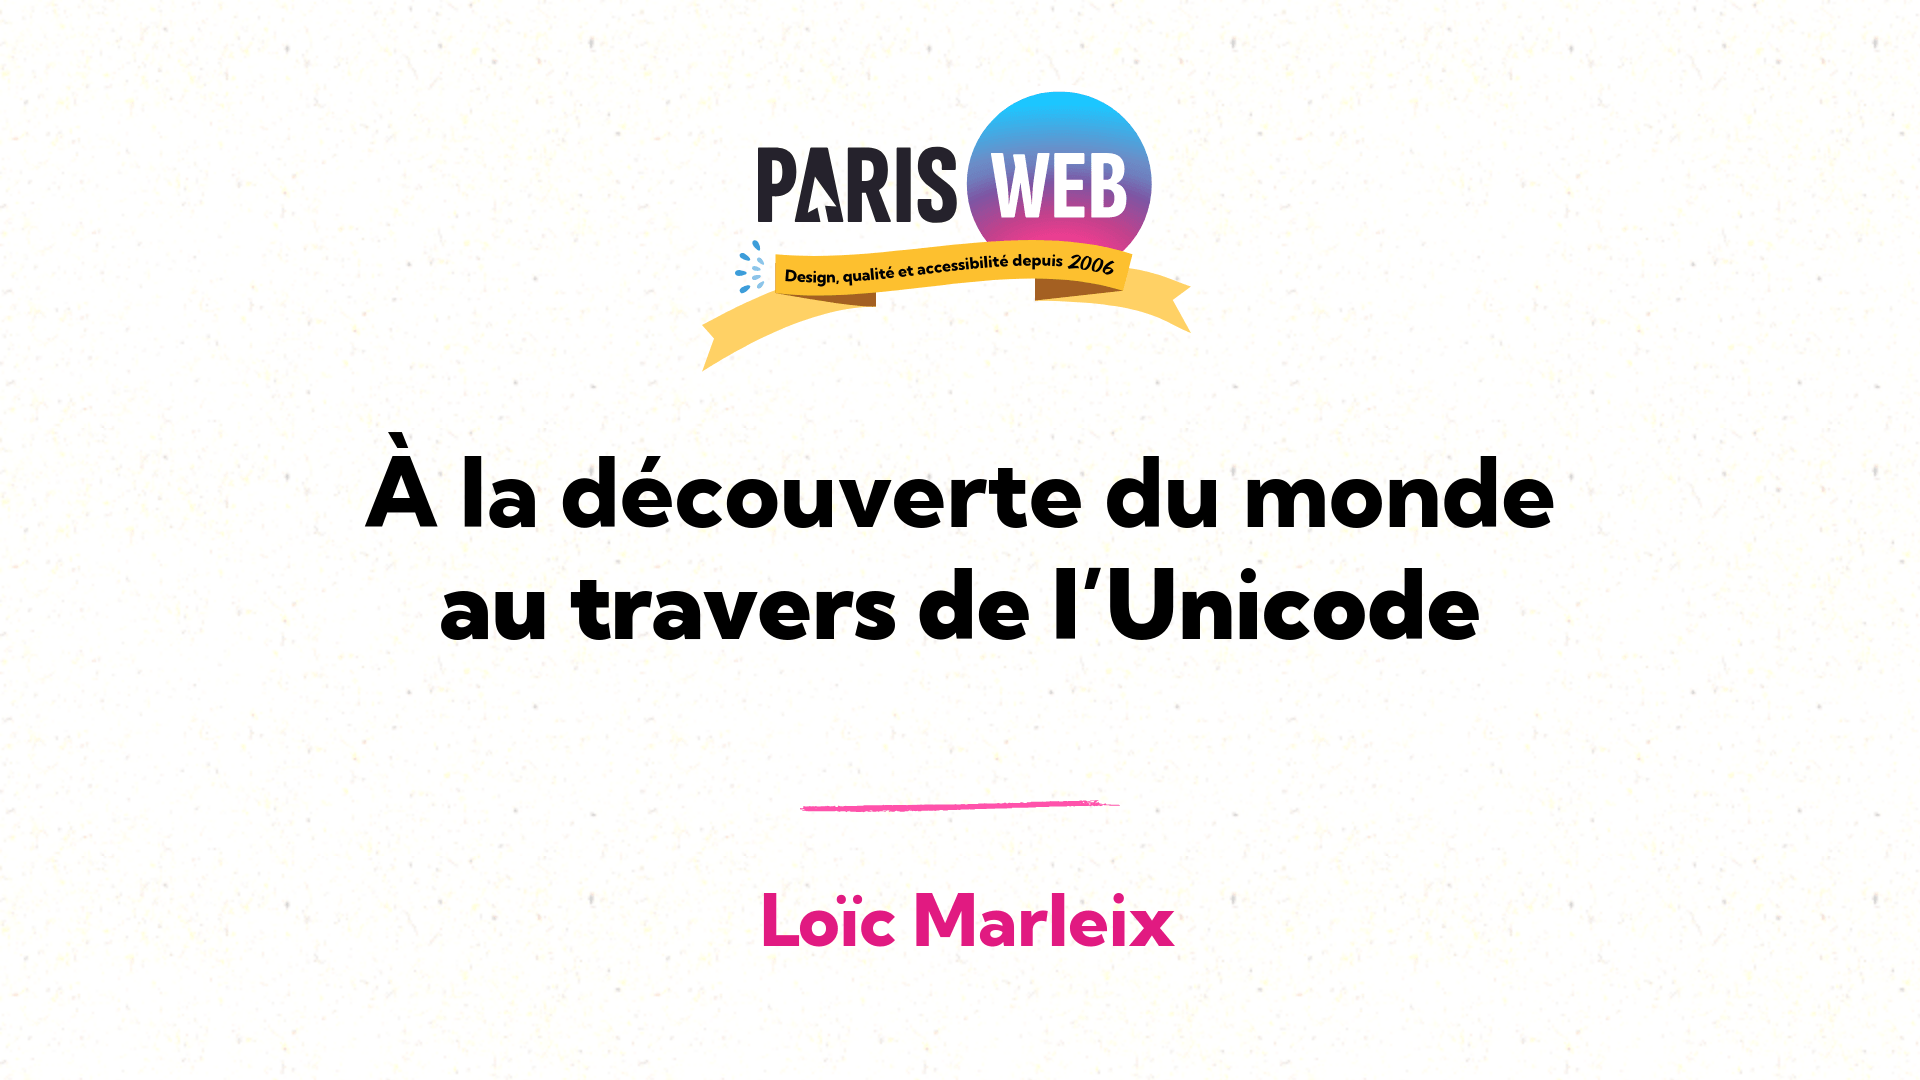 PARIS WEB
Design, qualité et accessibilité depuis 2006
À la découverte du monde
au travers de l’Unicode
Loïc Marleix